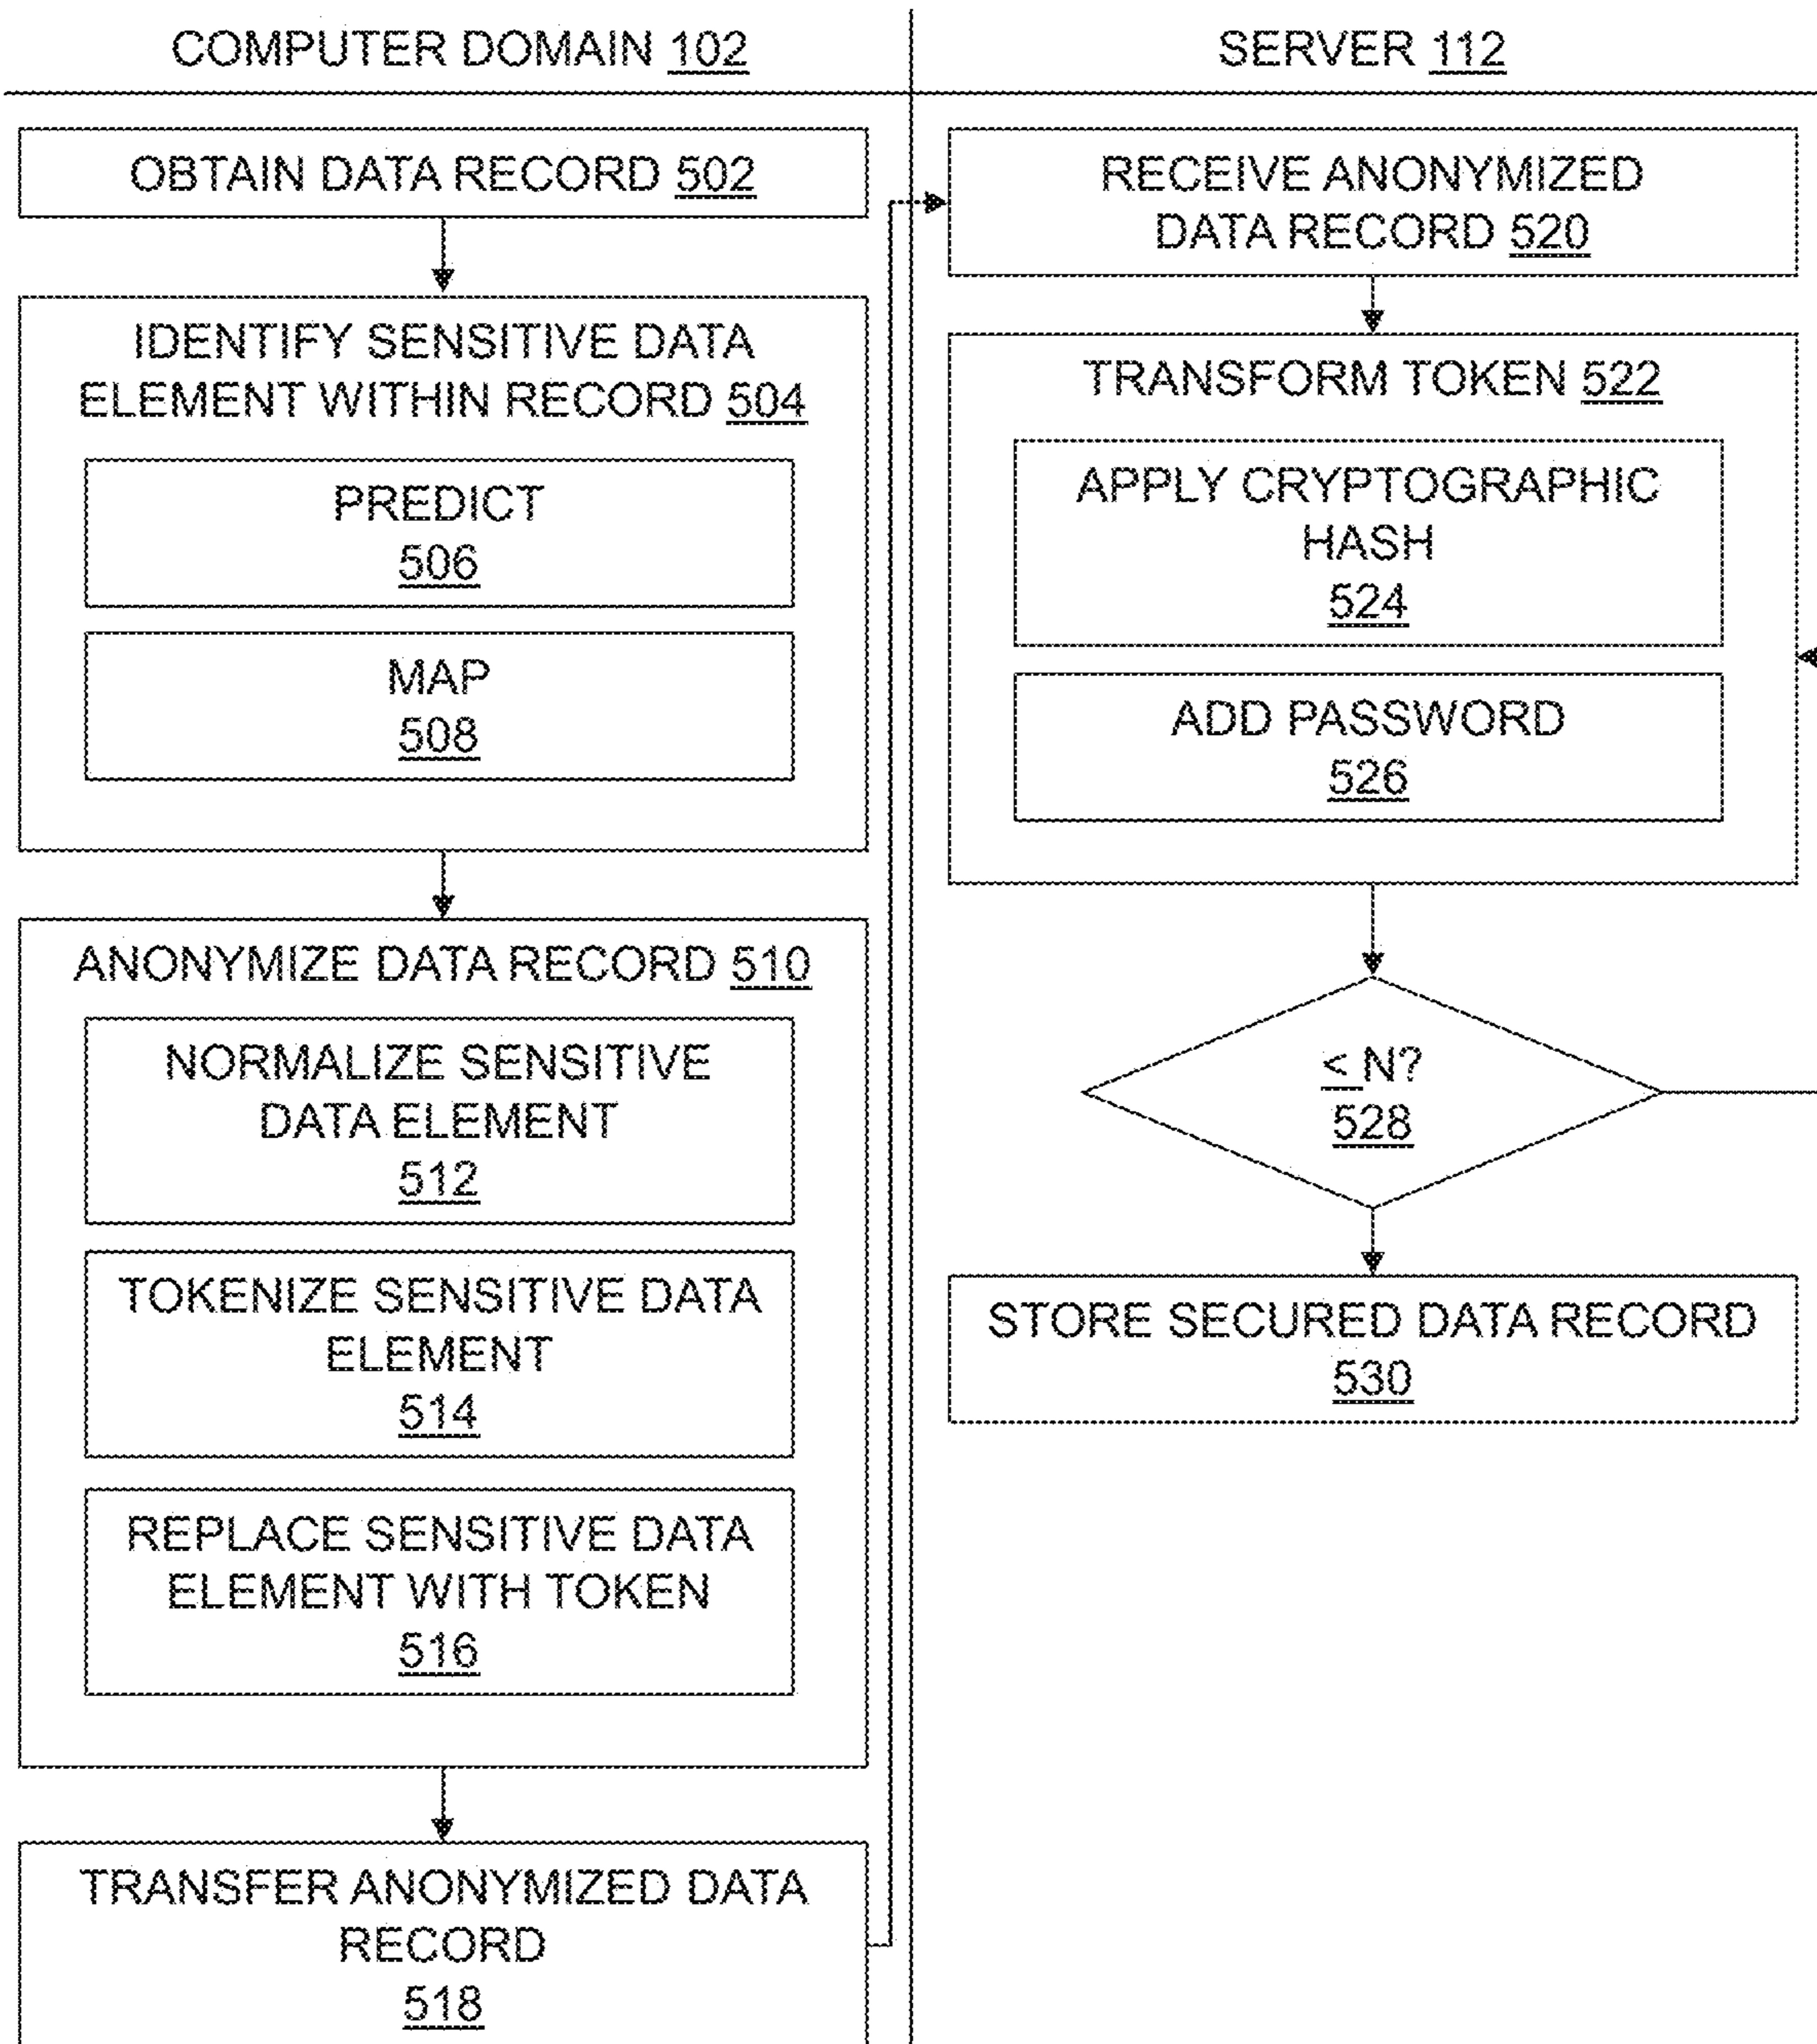 COMPUTER DOMAIN 102
OBTAIN DATA RECORD 502
IDENTIFY SENSITIVE DATA
ELEMENT WITHIN RECORD 504
PREDICT
506
MAP
508
ANONYMIZE DATA RECORD 510
NORMALIZE SENSITIVE
DATA ELEMENT
512
TOKENIZE SENSITIVE DATA
ELEMENT
514
REPLACE SENSITIVE DATA
ELEMENT WITH TOKEN
516
TRANSFER ANONYMIZED DATA
RECORD
518
SERVER 112
RECEIVE ANONYMIZED
DATA RECORD 520
TRANSFORM TOKEN 522
APPLY CRYPTOGRAPHIC
HASH
524
ADD PASSWORD
526
< N?
528
STORE SECURED DATA RECORD
530